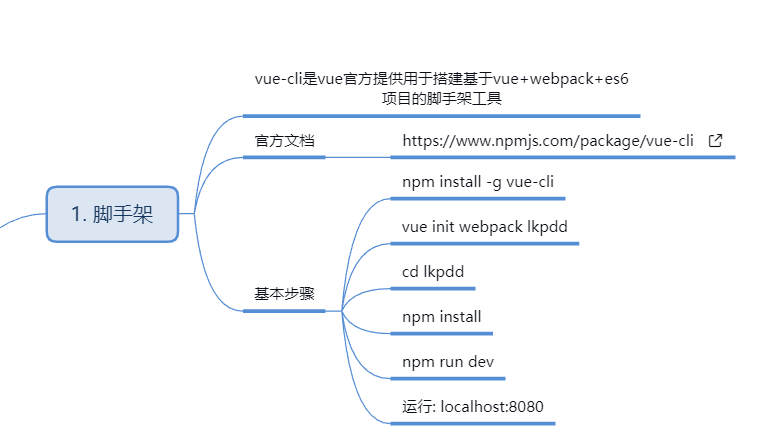 vue-cli是vue官方提供用于搭建基于vue+webpack+es6
项目的脚手架工具
官方文档
https://www.npmjs.com/package/vue-cli
1. 脚手架
基本步骤
npm install -g vue-cli
vue init webpack lkpdd
cd lkpdd
npm install
npm run dev
运行: localhost:8080